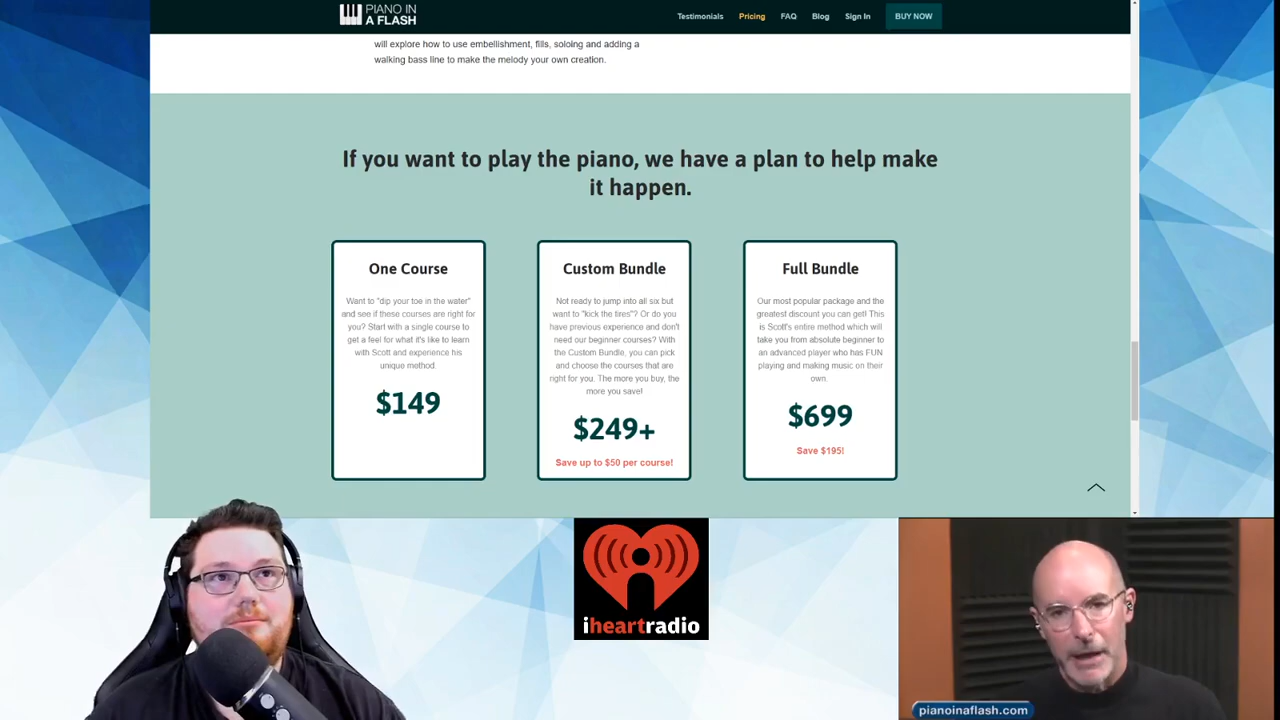 PIANO IN
A FLASH
Testimonials
Pricing
FAQ
Blog
Sign In
BUY NOW
will explore how to use embellishment, fills, soloing and adding a
walking bass line to make the melody your own creation.
If you want to play the piano, we have a plan to help make
it happen.
One Course
Want to "dip your toe in the water"
and see if these courses are right for
you? Start with a single course to
get a feel for what it's like to learn
with Scott and experience his
unique method.
$149
Custom Bundle
Not ready to jump into all six but
want to "kick the tires"? Or do you
have previous experience and don't
need our beginner courses? With
the Custom Bundle, you can pick
and choose the courses that are
right for you. The more you buy, the
more you save!
$249+
Save up to $50 per course!
Full Bundle
Our most popular package and the
greatest discount you can get! This
is Scott's entire method which will
take you from absolute beginner to
an advanced player who has FUN
playing and making music on their
own.
$699
Save $195!
iheartradio
pianoinaflash.com